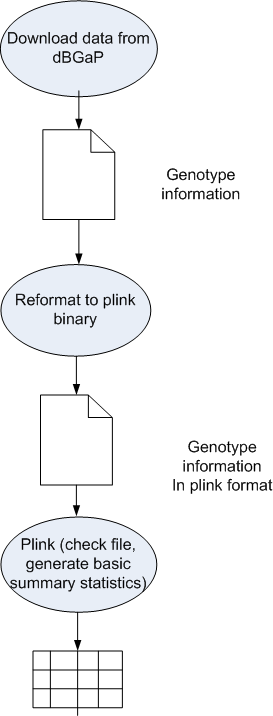 Download data from
dBGaP
Genotype
information
Reformat to plink
binary
Genotype
information
In plink format
Plink (check file,
generate basic
summary statistics)